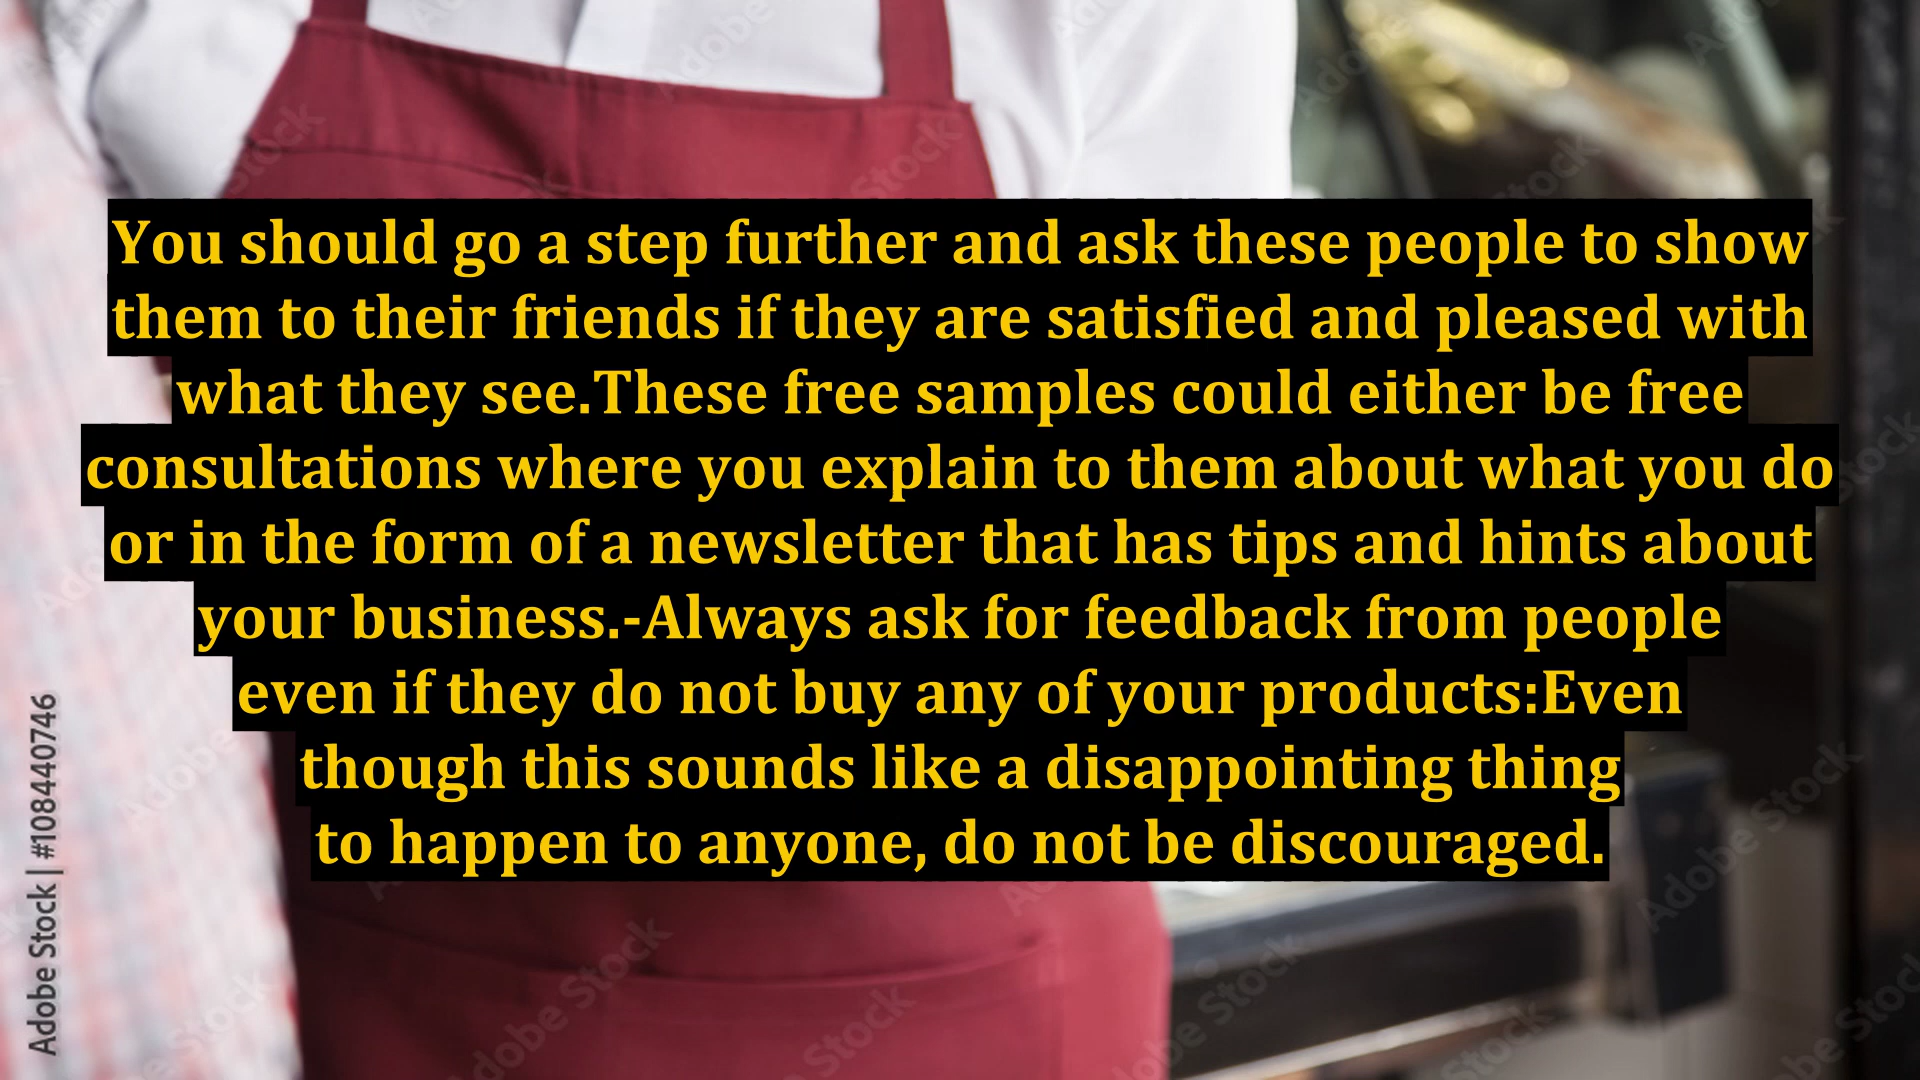 You should go a step further and ask these people to show
them to their friends if they are satisfied and pleased with
what they see.These free samples could either be free
consultations where you explain to them about what you do
or in the form of a newsletter that has tips and hints about
your business.-Always ask for feedback from people
even if they do not buy any of your products:Even
though this sounds like a disappointing thing
to happen to anyone, do not be discouraged.
Adobe Stock | #108440746